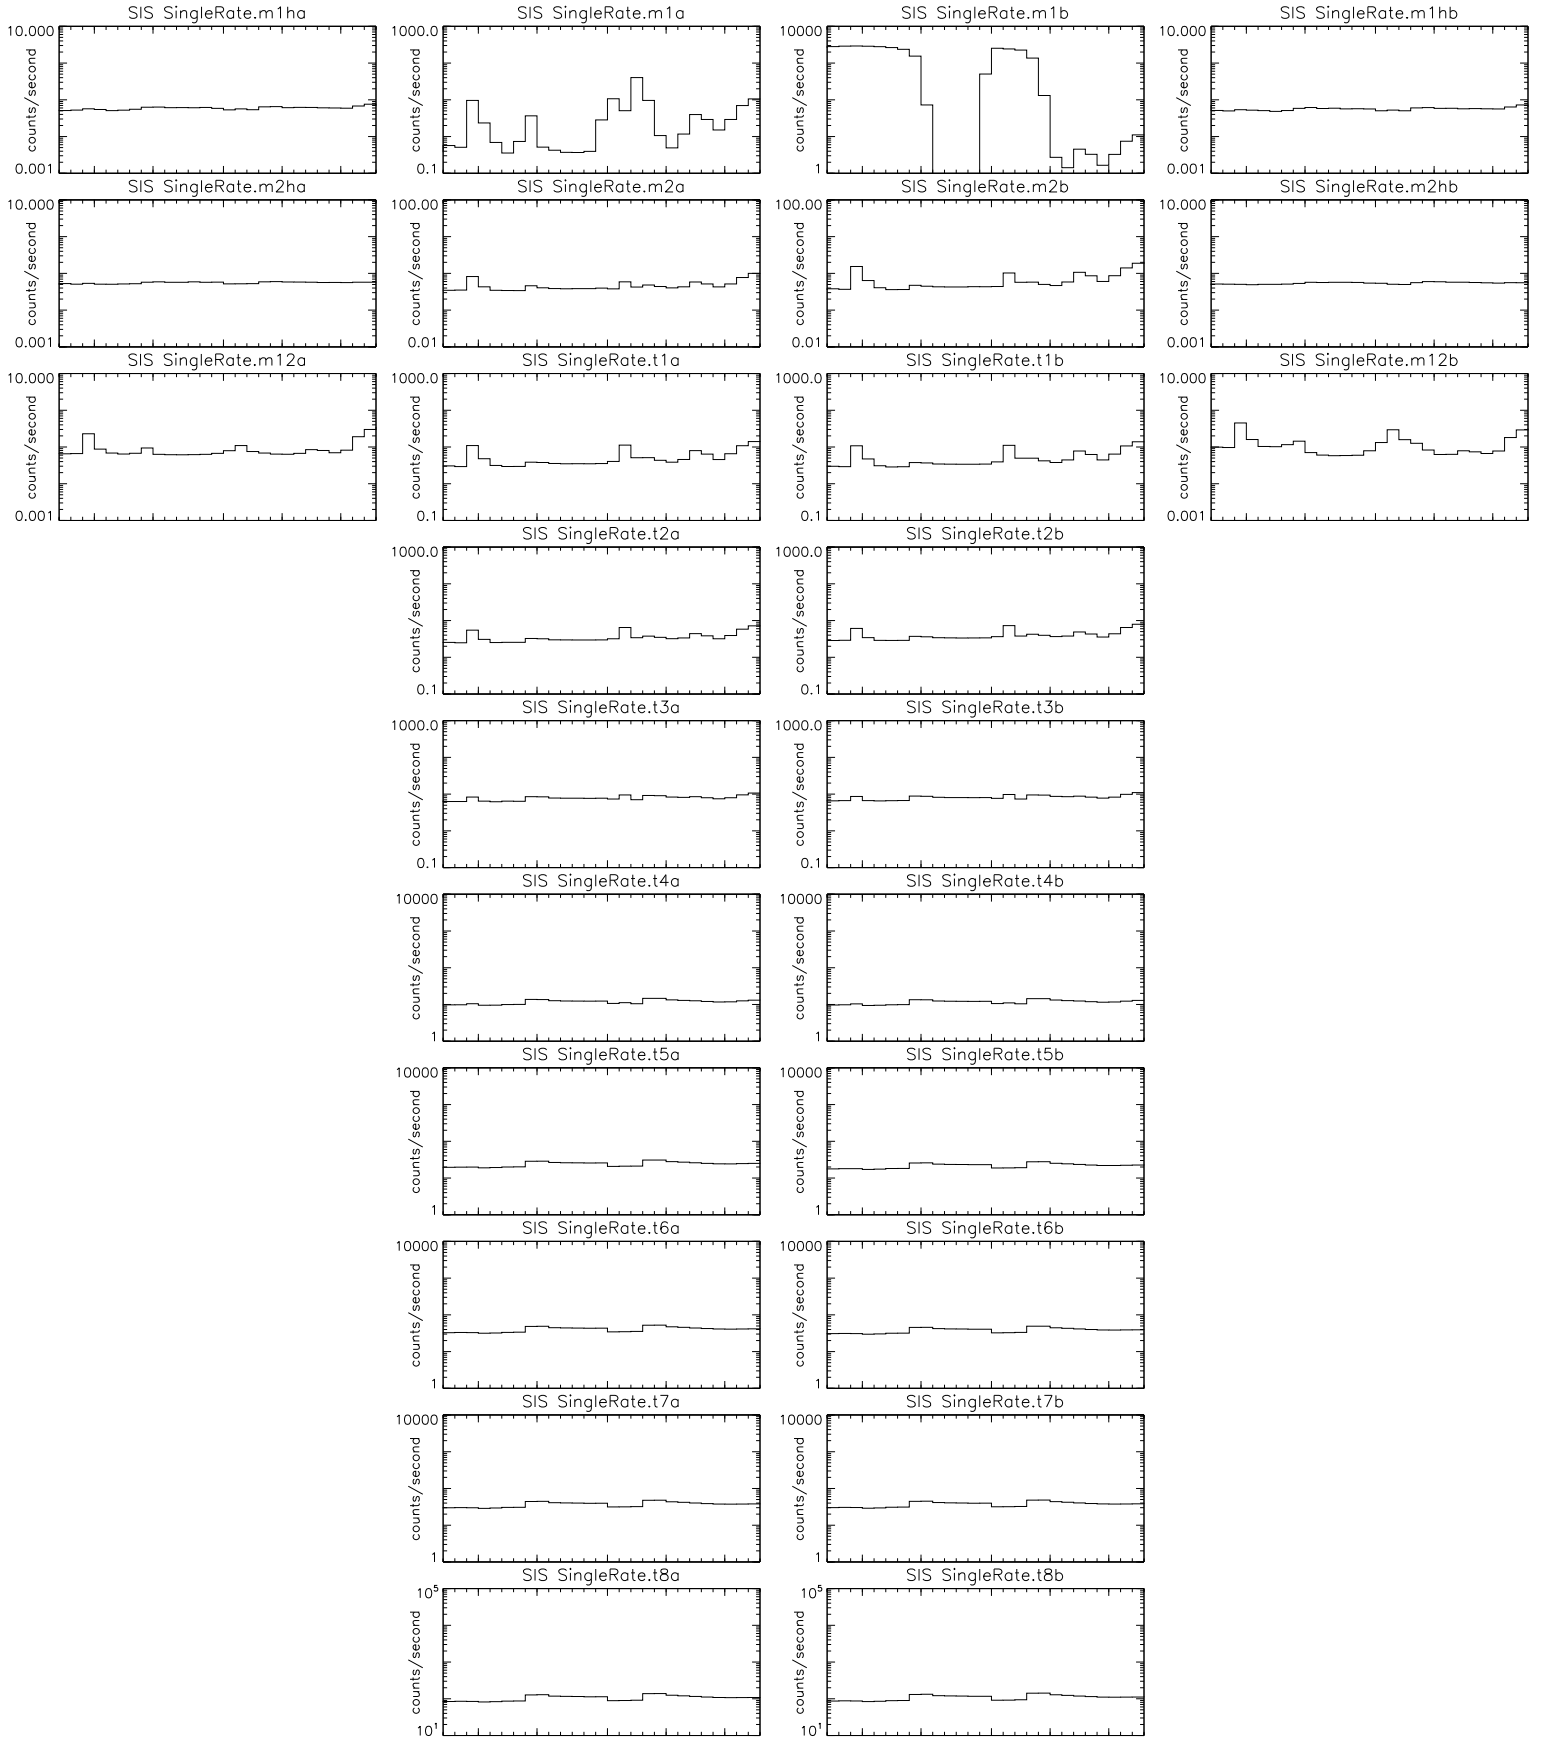 SIS SingleRate.m1ha
10.000
counts/second
0.001
SIS SingleRate.m1a
1000.0
counts/second
0.1
SIS SingleRate.m1b
10000
counts/second
1
SIS SingleRate.m1hb
10.000
counts/second
0.001
SIS SingleRate.m2ha
10.000
counts/second
0.001
SIS SingleRate.m2a
100.00
counts/second
0.01
SIS SingleRate.m2b
100.00
counts/second
0.01
SIS SingleRate.m2hb
10.000
counts/second
0.001
SIS SingleRate.m12a
10.000
counts/second
0.001
SIS SingleRate.t1a
1000.0
counts/second
0.1
SIS SingleRate.t1b
1000.0
counts/second
0.1
SIS SingleRate.m12b
10.000
counts/second
0.001
SIS SingleRate.t2a
1000.0
counts/second
0.1
SIS SingleRate.t2b
1000.0
counts/second
0.1
SIS SingleRate.t3a
1000.0
counts/second
0.1
SIS SingleRate.t3b
1000.0
counts/second
0.1
SIS SingleRate.t4a
10000
counts/second
1
SIS SingleRate.t4b
10000
counts/second
1
SIS SingleRate.t5a
10000
counts/second
1
SIS SingleRate.t5b
10000
counts/second
1
SIS SingleRate.t6a
10000
counts/second
1
SIS SingleRate.t6b
10000
counts/second
1
SIS SingleRate.t7a
10000
counts/second
1
SIS SingleRate.t7b
10000
counts/second
1
SIS SingleRate.t8a
10⁵
counts/second
10¹
SIS SingleRate.t8b
10⁵
counts/second
10¹